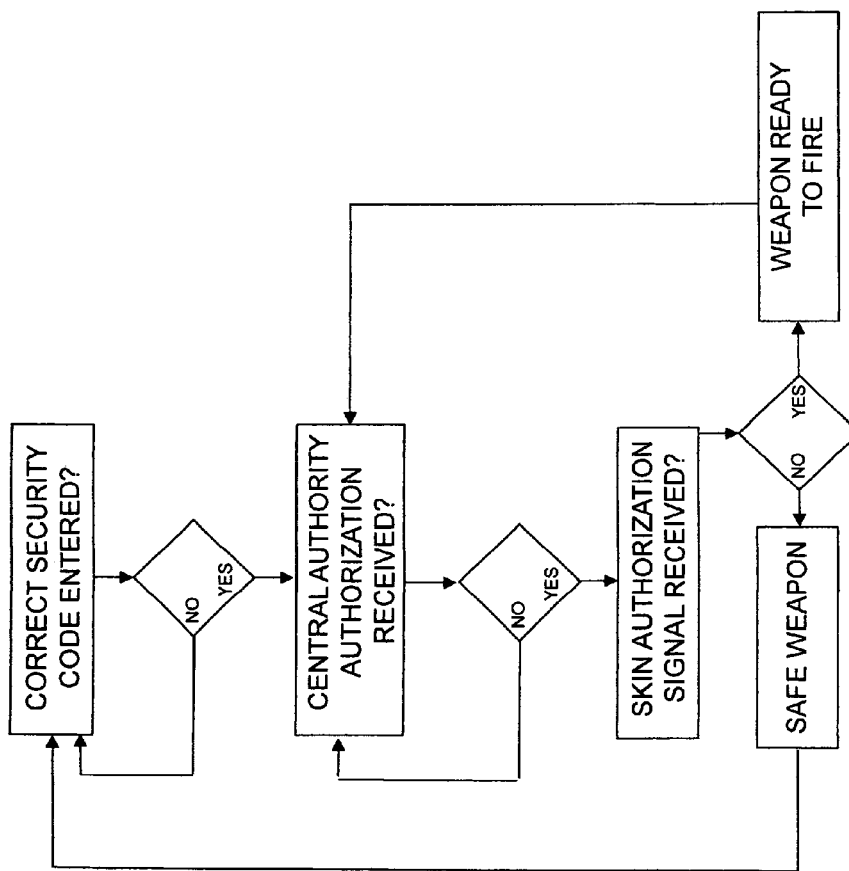 CORRECT SECURITY
CODE ENTERED?
NO
YES
CENTRAL AUTHORITY
AUTHORIZATION
RECEIVED?
NO
YES
SKIN AUTHORIZATION
SIGNAL RECEIVED?
NO
YES
SAFE WEAPON
WEAPON READY
TO FIRE